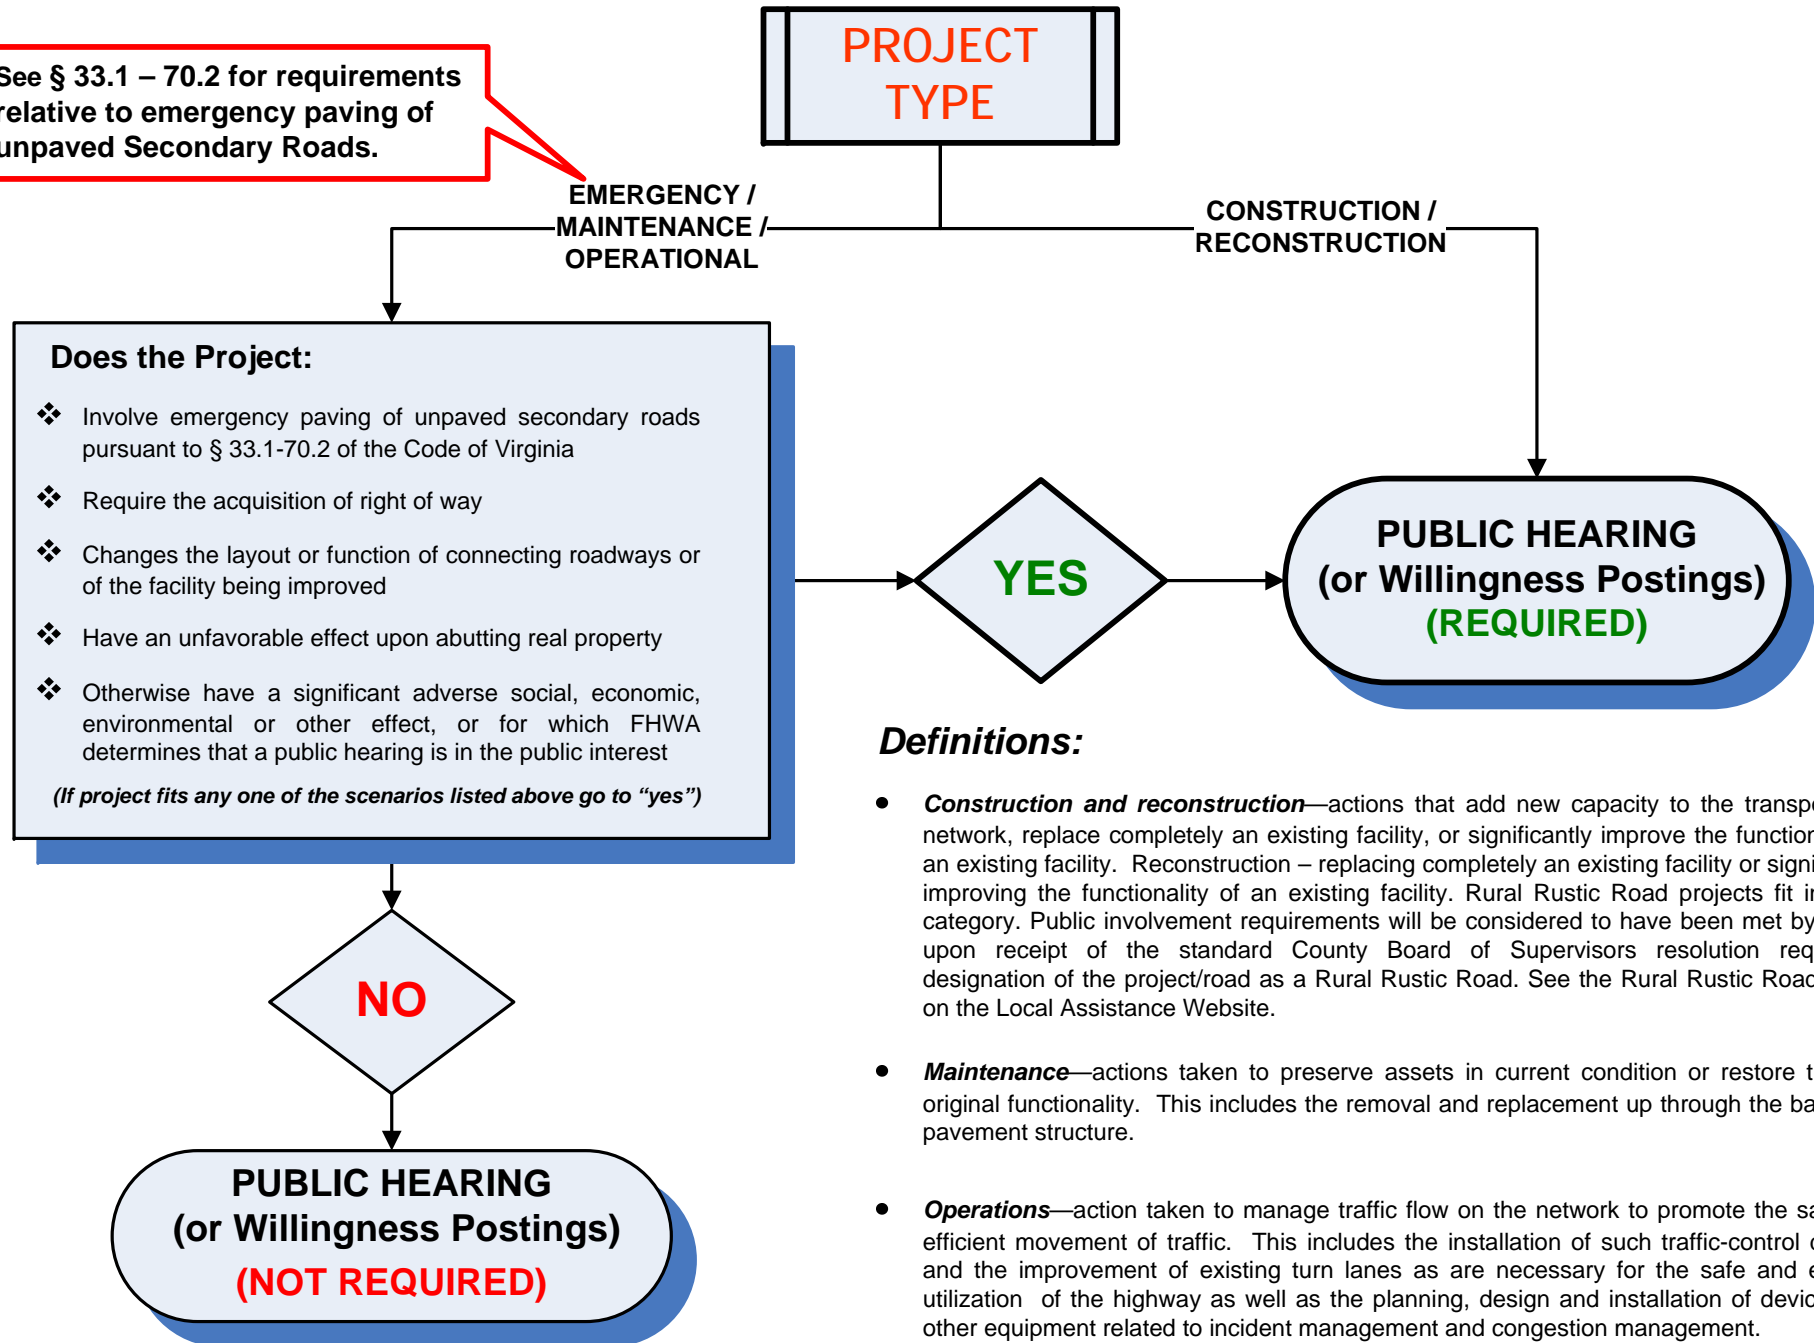 PROJECT
TYPE
See § 33.1 – 70.2 for requirements
relative to emergency paving of
unpaved Secondary Roads.
EMERGENCY /
MAINTENANCE /
OPERATIONAL
CONSTRUCTION /
RECONSTRUCTION
Does the Project:
❖ Involve emergency paving of unpaved secondary roads
pursuant to § 33.1-70.2 of the Code of Virginia
❖ Require the acquisition of right of way
❖ Changes the layout or function of connecting roadways or
of the facility being improved
❖ Have an unfavorable effect upon abutting real property
❖ Otherwise have a significant adverse social, economic,
environmental or other effect, or for which FHWA
determines that a public hearing is in the public interest
(If project fits any one of the scenarios listed above go to “yes”)
YES
PUBLIC HEARING
(or Willingness Postings)
(REQUIRED)
NO
PUBLIC HEARING
(or Willingness Postings)
(NOT REQUIRED)
Definitions:
• Construction and reconstruction—actions that add new capacity to the
network, replace completely an existing facility, or significantly improve the
an existing facility. Reconstruction – replacing completely an existing facility or
improving the functionality of an existing facility. Rural Rustic Road projects fit
category. Public involvement requirements will be considered to have been met by
upon receipt of the standard County Board of Supervisors resolution
designation of the project/road as a Rural Rustic Road. See the Rural Rustic Road
on the Local Assistance Website.
• Maintenance—actions taken to preserve assets in current condition or restore
original functionality. This includes the removal and replacement up through the
pavement structure.
• Operations—action taken to manage traffic flow on the network to promote the
efficient movement of traffic. This includes the installation of such traffic-control
and the improvement of existing turn lanes as are necessary for the safe and
utilization of the highway as well as the planning, design and installation of
other equipment related to incident management and congestion management.